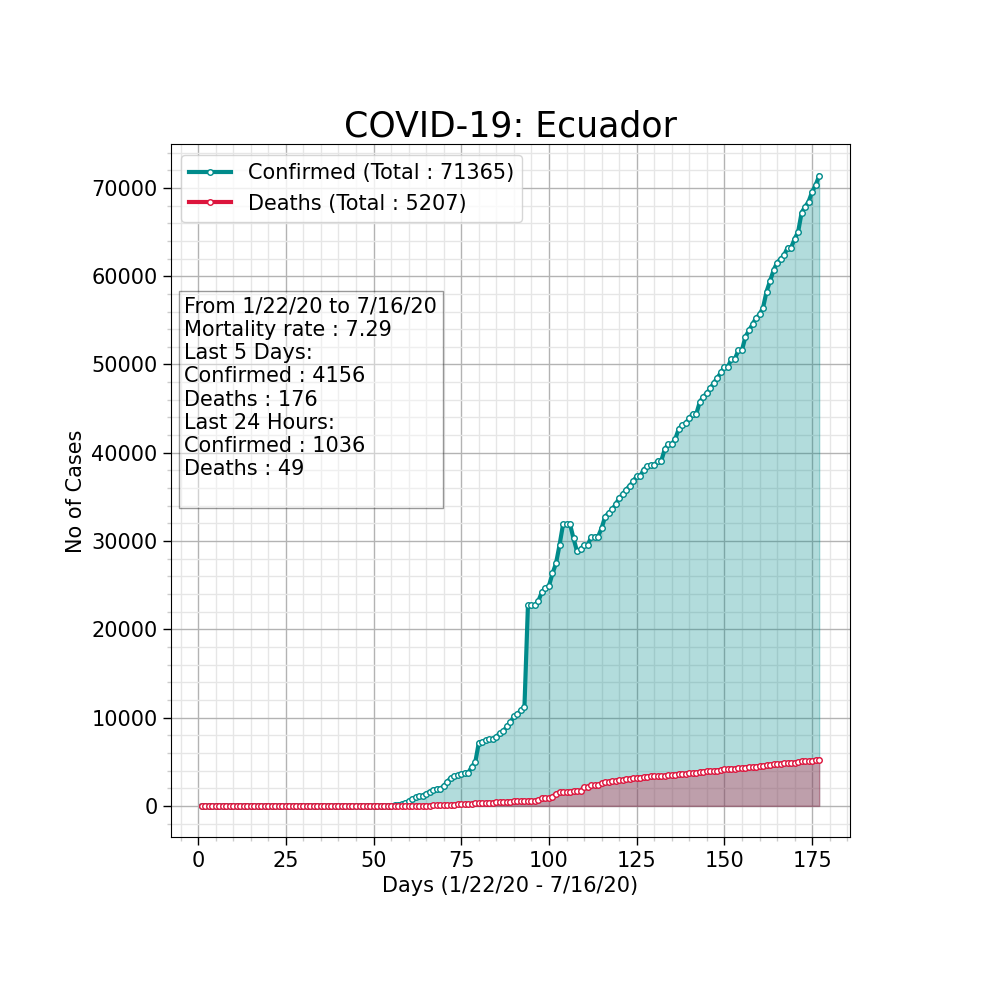 COVID-19: Ecuador
Confirmed (Total : 71365)
Deaths (Total : 5207)
From 1/22/20 to 7/16/20
Mortality rate : 7.29
Last 5 Days:
Confirmed : 4156
Deaths : 176
Last 24 Hours:
Confirmed : 1036
Deaths : 49
No of Cases
70000
60000
50000
40000
30000
20000
10000
0
0 25 50 75 100 125 150 175
Days (1/22/20 - 7/16/20)